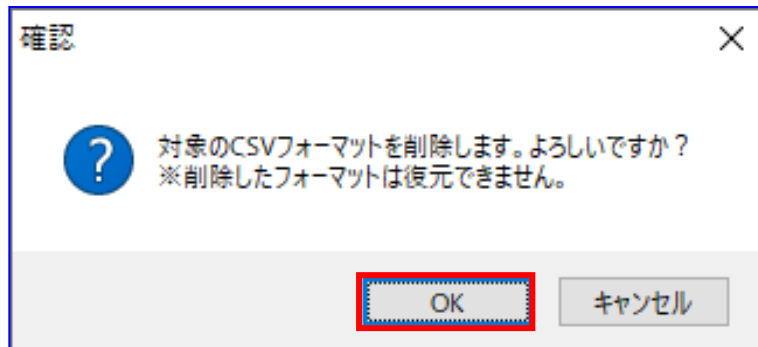 確認
対象のCSVフォーマットを削除します。よろしいですか？
※削除したフォーマットは復元できません。
OK
キャンセル